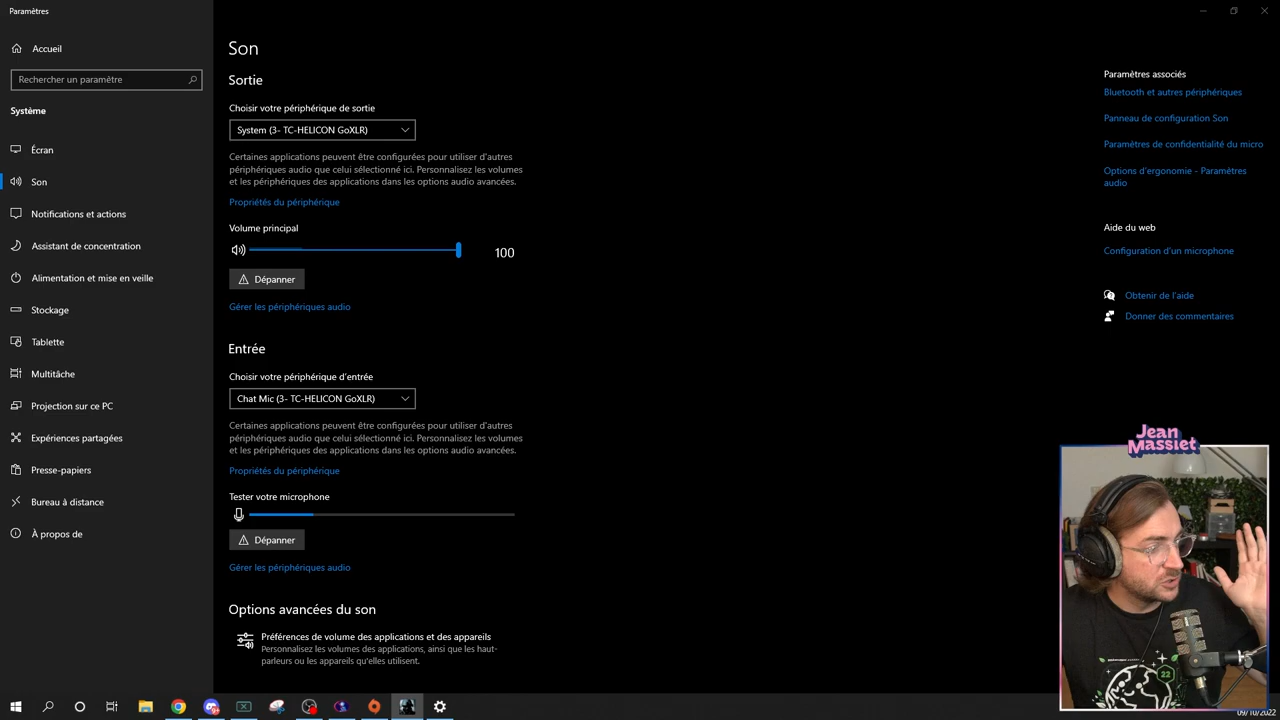 Paramètres
Accueil
Rechercher un paramètre
Système
Écran
Son
Notifications et actions
Assistant de concentration
Alimentation et mise en veille
Stockage
Tablette
Multitâche
Projection sur ce PC
Expériences partagées
Presse-papiers
Bureau à distance
À propos de
Son
Sortie
Choisir votre périphérique de sortie
System (3- TC-HELICON GoXLR)
Certaines applications peuvent être configurées pour utiliser d'autres
périphériques audio que celui sélectionné ici. Personnalisez les volumes
et les périphériques des applications dans les options audio avancées.
Propriétés du périphérique
Volume principal
100
Dépanner
Gérer les périphériques audio
Entrée
Choisir votre périphérique d'entrée
Chat Mic (3- TC-HELICON GoXLR)
Certaines applications peuvent être configurées pour utiliser d'autres
périphériques audio que celui sélectionné ici. Personnalisez les volumes
et les périphériques des applications dans les options audio avancées.
Propriétés du périphérique
Tester votre microphone
Dépanner
Gérer les périphériques audio
Options avancées du son
Préférences de volume des applications et des appareils
Personnalisez les volumes des applications, ainsi que les haut-
parleurs ou les appareils qu'elles utilisent.
Paramètres associés
Bluetooth et autres périphériques
Panneau de configuration Son
Paramètres de confidentialité du micro
Options d'ergonomie - Paramètres
audio
Aide du web
Configuration d'un microphone
Obtenir de l'aide
Donner des commentaires
Jean
Massiet
22
09/10/2022